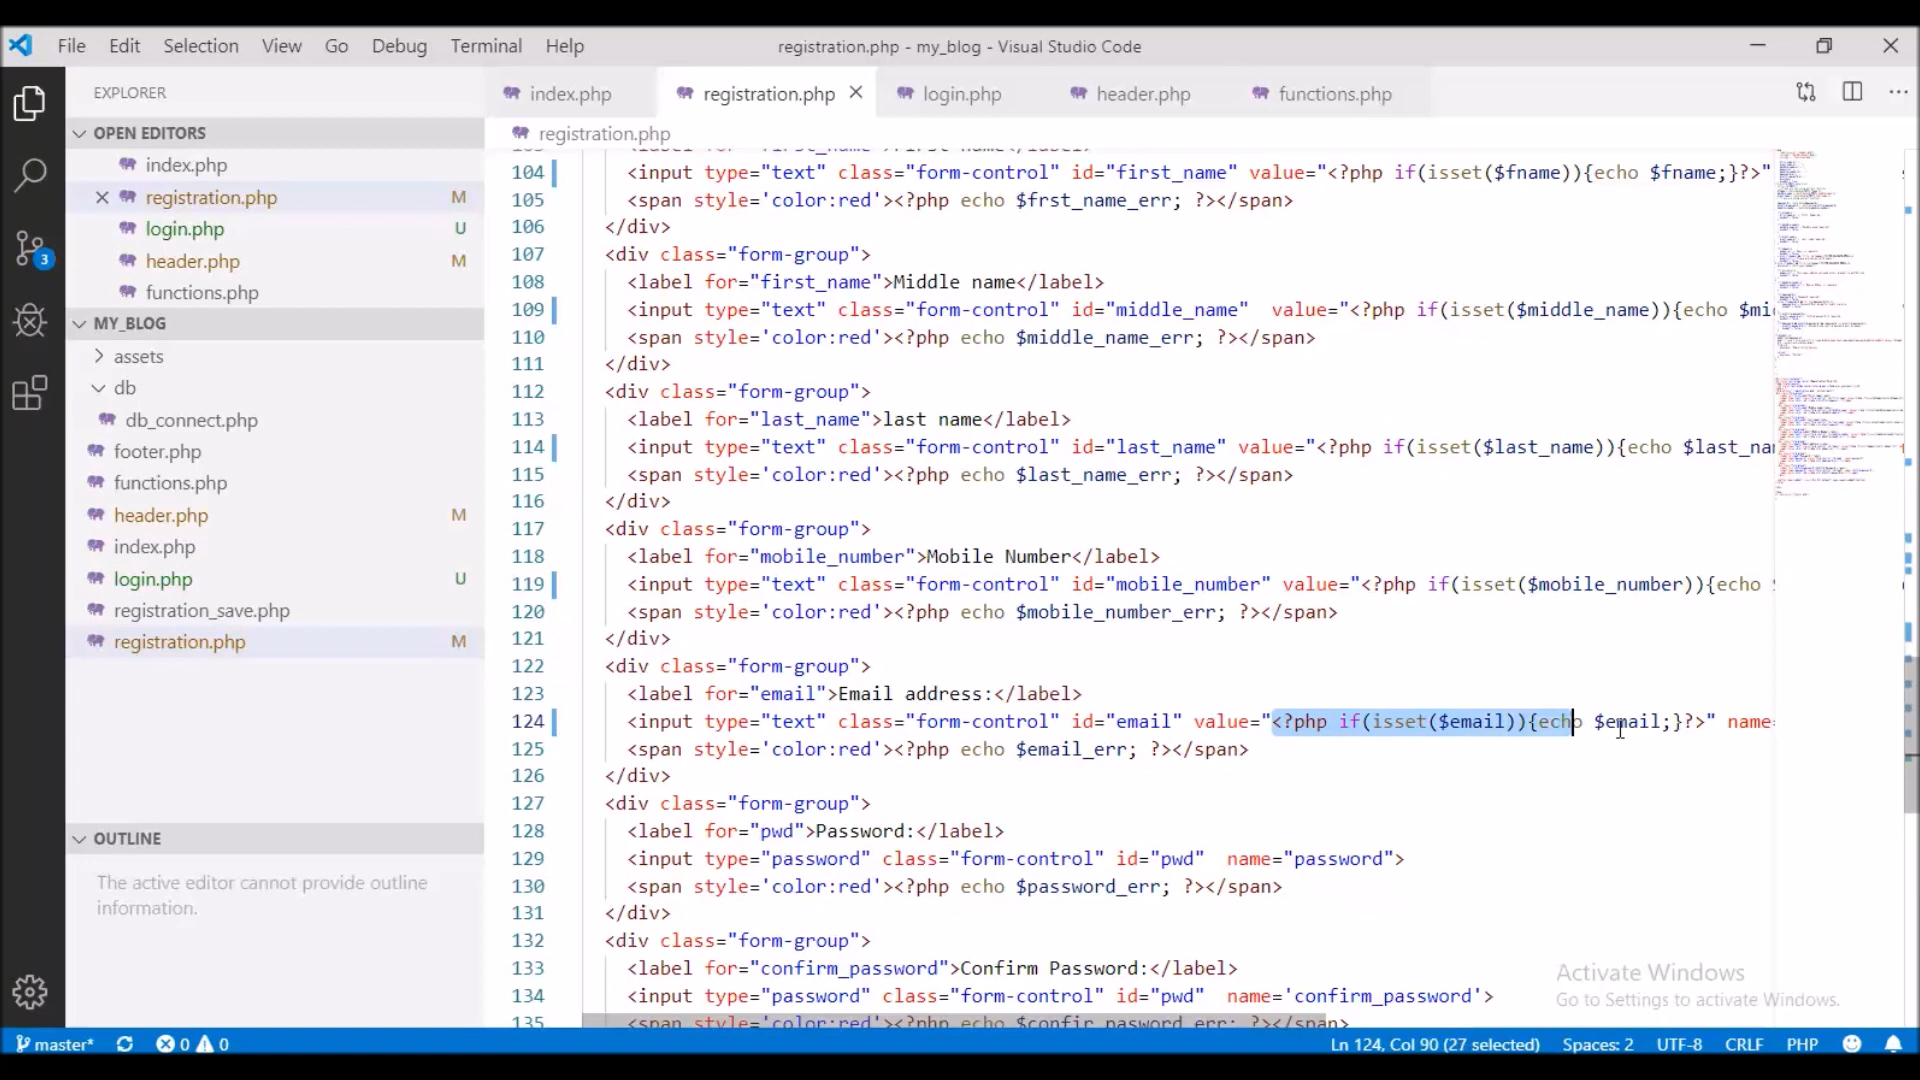 File Edit Selection View Go Debug Terminal Help
registration.php - my_blog - Visual Studio Code
EXPLORER
OPEN EDITORS
index.php
registration.php M
login.php U
header.php M
functions.php
MY_BLOG
assets
db
db_connect.php
footer.php
functions.php
header.php M
index.php
login.php U
registration_save.php
registration.php M
OUTLINE
The active editor cannot provide outline
information.
3
index.php registration.php login.php header.php functions.php
registration.php
104 <input type="text" class="form-control" id="first_name" value="<?php if(isset($fname)){echo $fname;}?>"
105 <span style='color:red'><?php echo $frst_name_err; ?></span>
106 </div>
107 <div class="form-group">
108 <label for="first_name">Middle name</label>
109 <input type="text" class="form-control" id="middle_name"  value="<?php if(isset($middle_name)){echo $mi
110 <span style='color:red'><?php echo $middle_name_err; ?></span>
111 </div>
112 <div class="form-group">
113 <label for="last_name">last name</label>
114 <input type="text" class="form-control" id="last_name" value="<?php if(isset($last_name)){echo $last_na
115 <span style='color:red'><?php echo $last_name_err; ?></span>
116 </div>
117 <div class="form-group">
118 <label for="mobile_number">Mobile Number</label>
119 <input type="text" class="form-control" id="mobile_number" value="<?php if(isset($mobile_number)){echo
120 <span style='color:red'><?php echo $mobile_number_err; ?></span>
121 </div>
122 <div class="form-group">
123 <label for="email">Email address:</label>
124 <input type="text" class="form-control" id="email" value="<?php if(isset($email)){echo $email;}?>" name=
125 <span style='color:red'><?php echo $email_err; ?></span>
126 </div>
127 <div class="form-group">
128 <label for="pwd">Password:</label>
129 <input type="password" class="form-control" id="pwd"  name="password">
130 <span style='color:red'><?php echo $password_err; ?></span>
131 </div>
132 <div class="form-group">
133 <label for="confirm_password">Confirm Password:</label>
134 <input type="password" class="form-control" id="pwd"  name='confirm_password'>
135 <span style='color:red'><?php echo $confir_pasword_err; ?></span>
Activate Windows
Go to Settings to activate Windows.
master* 0 0 Ln 124, Col 90 (27 selected) Spaces: 2 UTF-8 CRLF PHP